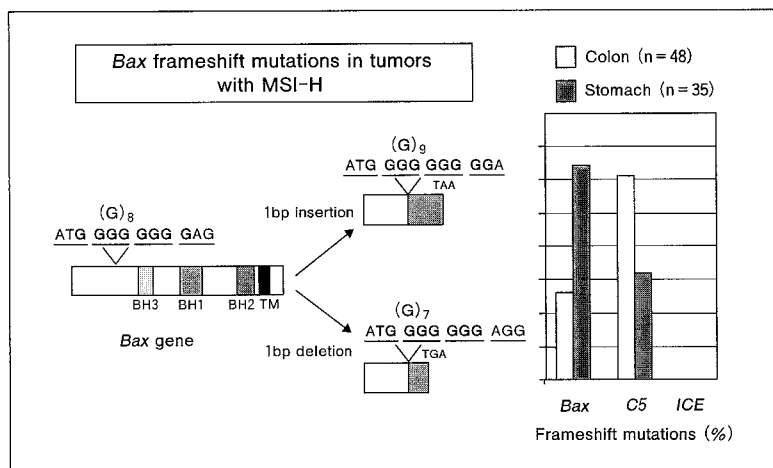 Bax frameshift mutations in tumors
with MSI-H
Colon (n=48)
Stomach (n=35)
(G)8
ATG GGG GGG GAG
BH3 BH1 BH2 TM
Bax gene
1bp insertion
(G)9
ATG GGG GGG GGA
TAA
1bp deletion
(G)7
ATG GGG GGG AGG
TGA
Bax C5 ICE
Frameshift mutations (%)